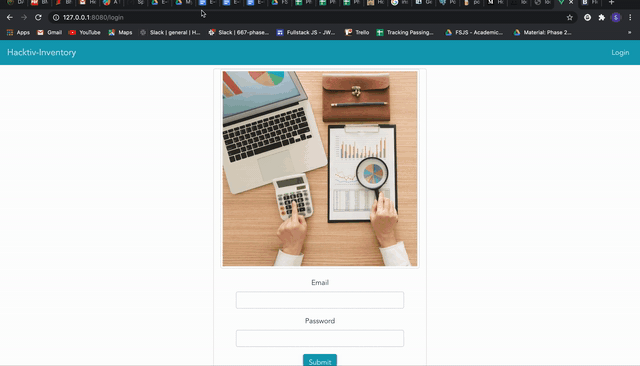 127.0.0.1:8080/login
Apps Gmail YouTube Maps Slack | general | H... Slack | 667-phase... Fullstack JS - JW... Trello Tracking Passing... FSJS - Academic... Material: Phase 2... »
Hacktiv-Inventory Login
Email
Password
Submit